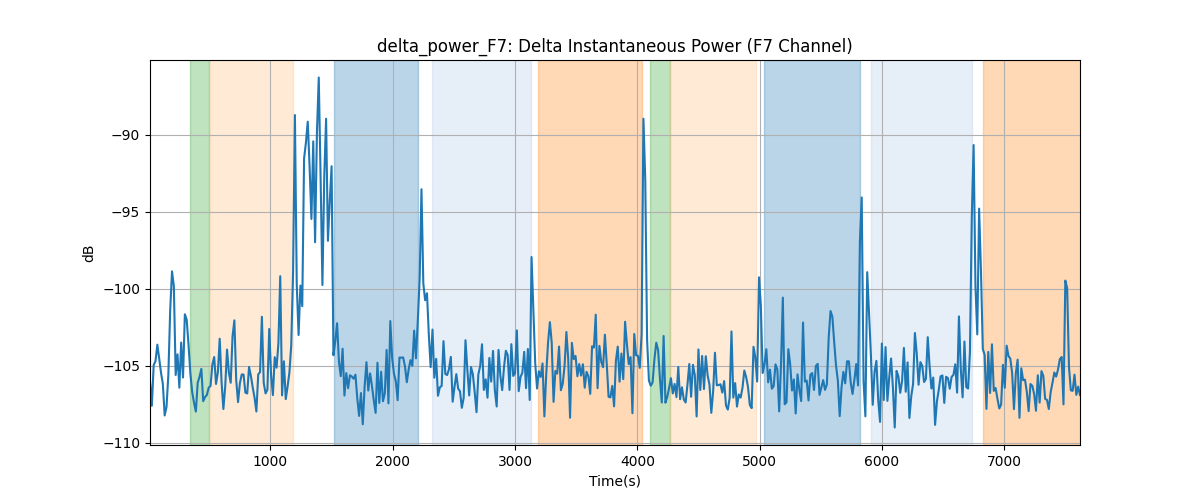 delta_power_F7: Delta Instantaneous Power (F7 Channel)
dB
−90
−95
−100
−105
−110
1000 2000 3000 4000 5000 6000 7000
Time(s)